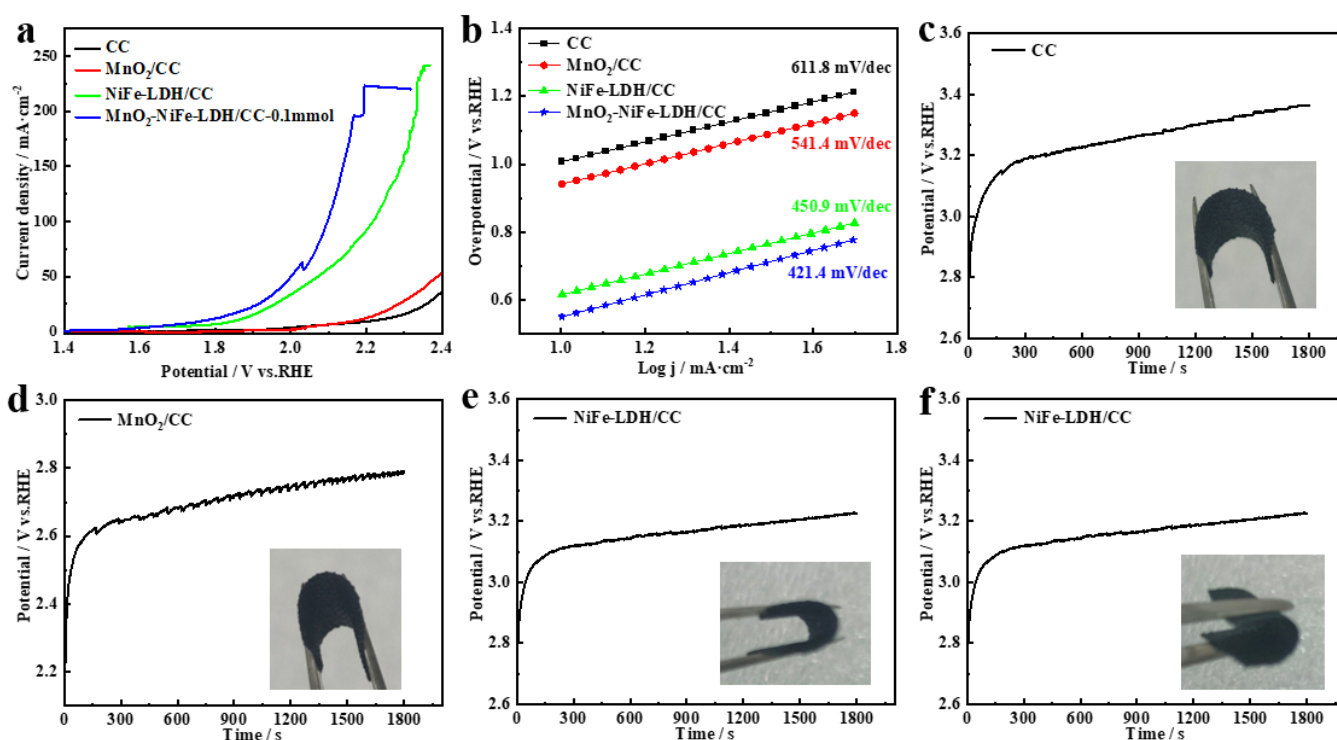 a
CC
MnO₂/CC
NiFe-LDH/CC
MnO₂-NiFe-LDH/CC-0.1mmol
Current density / mA·cm⁻²
250
200
150
100
50
0
1.4 1.6 1.8 2.0 2.2 2.4
Potential / V vs.RHE
b
CC
MnO₂/CC
NiFe-LDH/CC
MnO₂-NiFe-LDH/CC
611.8 mV/dec
541.4 mV/dec
450.9 mV/dec
421.4 mV/dec
Overpotential / V vs.RHE
1.4
1.2
1.0
0.8
0.6
1.0 1.2 1.4 1.6 1.8
Log j / mA·cm⁻²
c
CC
Potential / V vs.RHE
3.6
3.4
3.2
3.0
2.8
2.6
0 300 600 900 1200 1500 1800
Time / s
d
MnO₂/CC
Potential / V vs.RHE
3.0
2.8
2.6
2.4
2.2
0 300 600 900 1200 1500 1800
Time / s
e
NiFe-LDH/CC
Potential / V vs.RHE
3.6
3.4
3.2
3.0
2.8
2.6
0 300 600 900 1200 1500 1800
Time / s
f
NiFe-LDH/CC
Potential / V vs.RHE
3.6
3.4
3.2
3.0
2.8
2.6
0 300 600 900 1200 1500 1800
Time / s